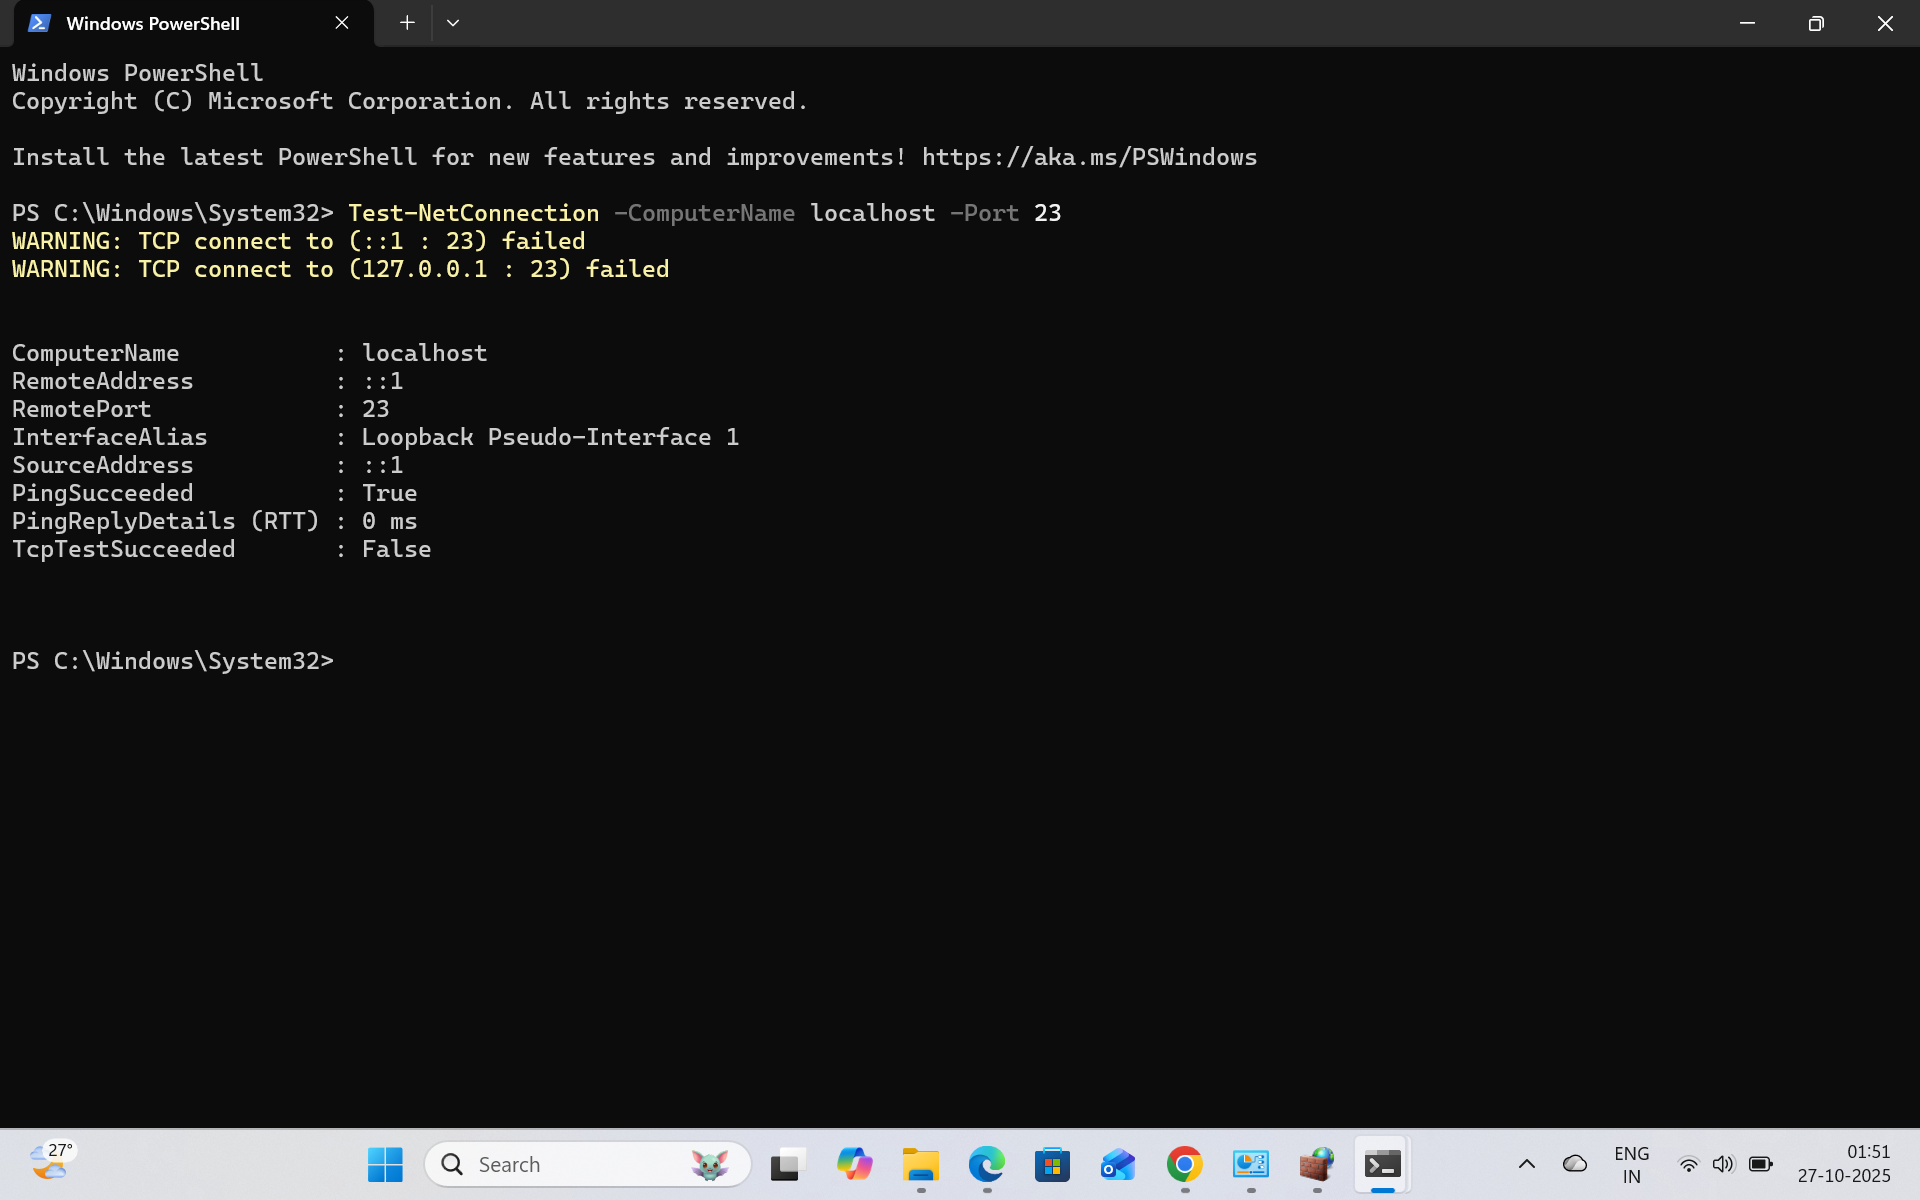 Windows PowerShell
Windows PowerShell
Copyright (C) Microsoft Corporation. All rights reserved.
Install the latest PowerShell for new features and improvements! https://aka.ms/PSWindows
PS C:\Windows\System32> Test-NetConnection -ComputerName localhost -Port 23
WARNING: TCP connect to (::1 : 23) failed
WARNING: TCP connect to (127.0.0.1 : 23) failed
ComputerName           : localhost
RemoteAddress          : ::1
RemotePort             : 23
InterfaceAlias         : Loopback Pseudo-Interface 1
SourceAddress          : ::1
PingSucceeded          : True
PingReplyDetails (RTT) : 0 ms
TcpTestSucceeded       : False
PS C:\Windows\System32>
27°
Search
ENG
IN
01:51
27-10-2025